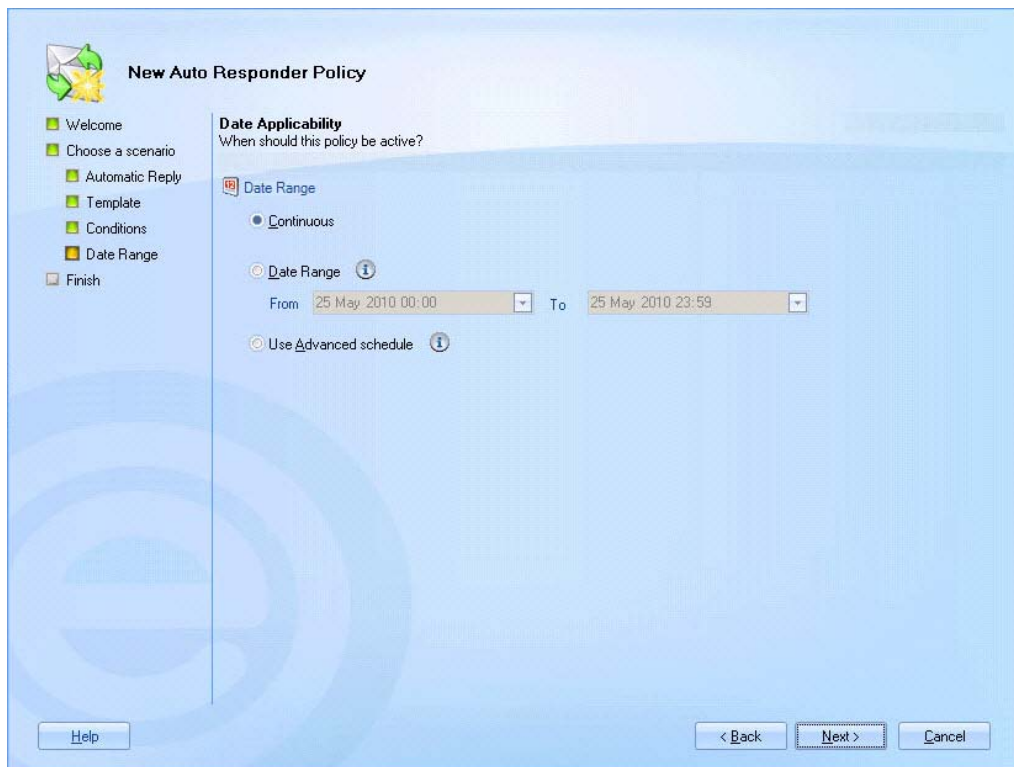 New Auto Responder Policy
Welcome
Choose a scenario
Automatic Reply
Template
Conditions
Date Range
Finish
Date Applicability
When should this policy be active?
12
Date Range
Continuous
Date Range
From 25 May 2010 00:00 To 25 May 2010 23:59
Use Advanced schedule
Help
< Back Next > Cancel